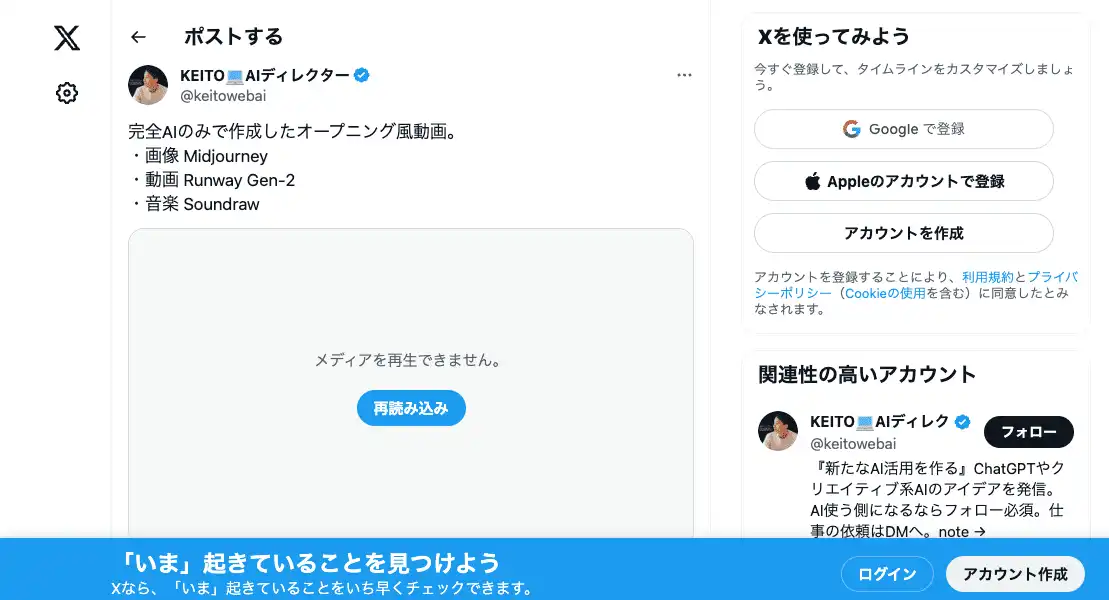 ポストする
KEITO💻AIディレクター
@keitowebai
完全AIのみで作成したオープニング風動画。
・画像 Midjourney
・動画 Runway Gen-2
・音楽 Soundraw
メディアを再生できません。
再読み込み
Xを使ってみよう
今すぐ登録して、タイムラインをカスタマイズしましょ
う。
Google で登録
Appleのアカウントで登録
アカウントを作成
アカウントを登録することにより、利用規約とプライバ
シーポリシー（Cookieの使用を含む）に同意したとみ
なされます。
関連性の高いアカウント
KEITO💻AIディレク
@keitowebai
フォロー
『新たなAI活用を作る』ChatGPTやク
リエイティブ系AIのアイデアを発信。
AI使う側になるならフォロー必須。仕
事の依頼はDMへ。note →
「いま」起きていることを見つけよう
Xなら、「いま」起きていることをいち早くチェックできます。
ログイン
アカウント作成